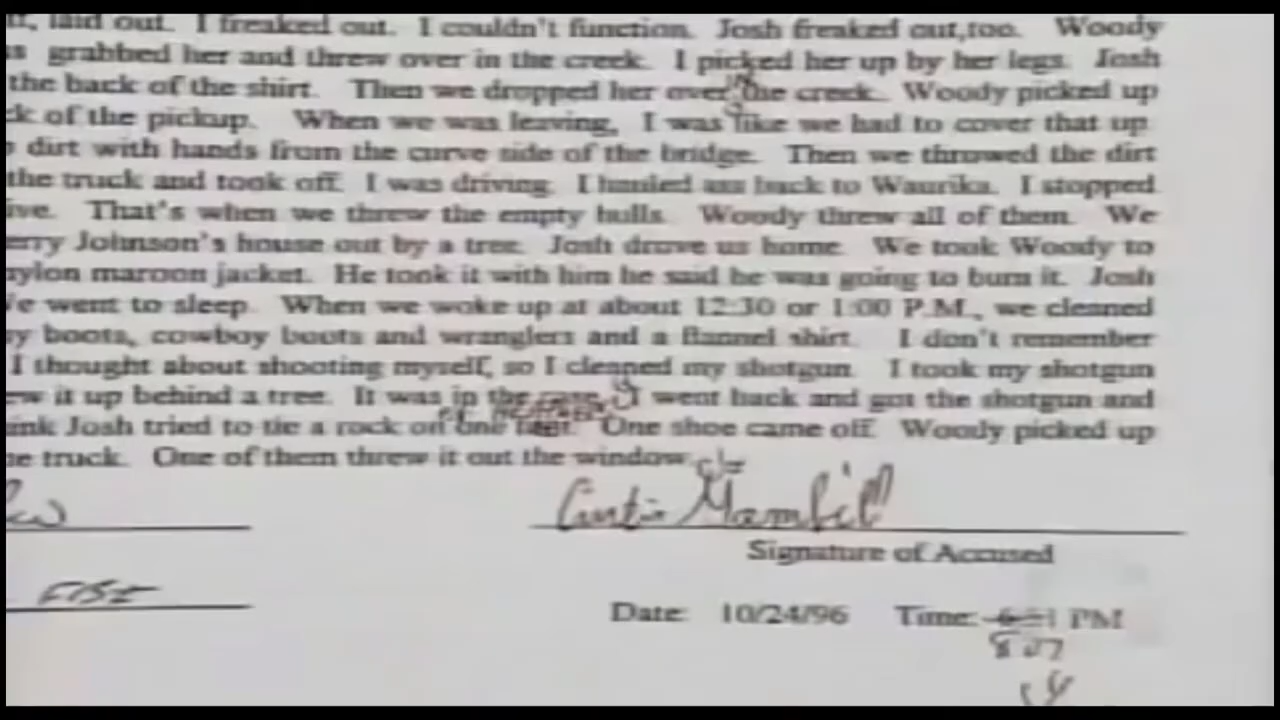 laid out. I freaked out. I couldn't function. Josh freaked out,too. Woody
grabbed her and threw over in the creek. I picked her up by her legs. Josh
the back of the shirt. Then we dropped her over the creek. Woody picked up
of the pickup. When we was leaving, I was like we had to cover that up
dirt with hands from the curve side of the bridge. Then we throwed the dirt
the truck and took off. I was driving. I hauled ass back to Waurika. I stopped
That's when we threw the empty hulls. Woody threw all of them. We
Johnson's house out by a tree. Josh drove us home. We took Woody to
nylon maroon jacket. He took it with him he said he was going to burn it. Josh
We went to sleep. When we woke up at about 12:30 or 1:00 P.M., we cleaned
boots, cowboy boots and wranglers and a flannel shirt. I don't remember
I thought about shooting myself, so I cleaned my shotgun. I took my shotgun
it up behind a tree. It was in the case. I went back and got the shotgun and
Josh tried to tie a rock on one One shoe came off. Woody picked up
truck. One of them threw it out the window.
Curtis Gambill
Signature of Accused
Date: 10/24/96 Time: PM